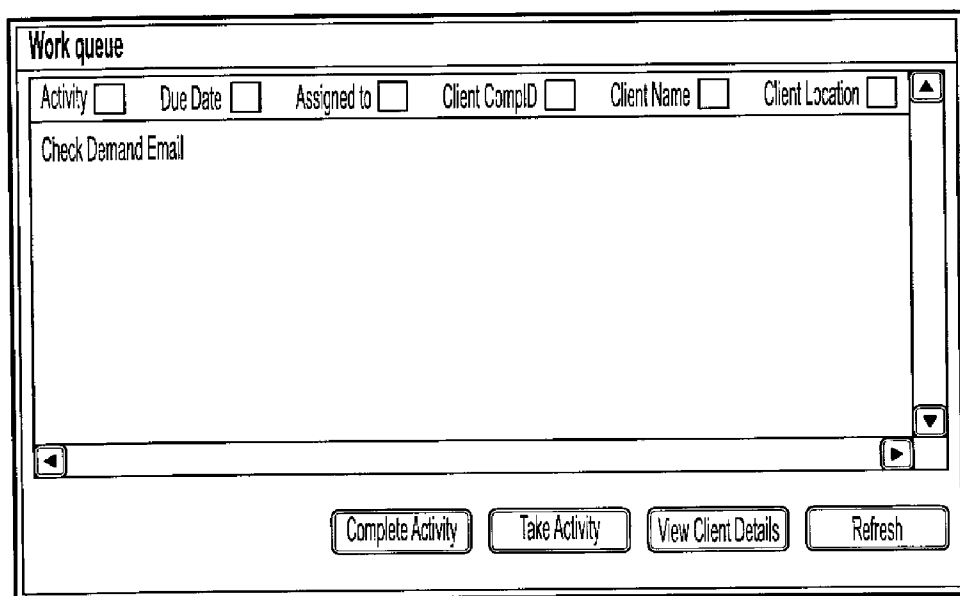 Work queue
Activity Due Date Assigned to Client CompID Client Name Client Location
Check Demand Email
Complete Activity Take Activity View Client Details Refresh